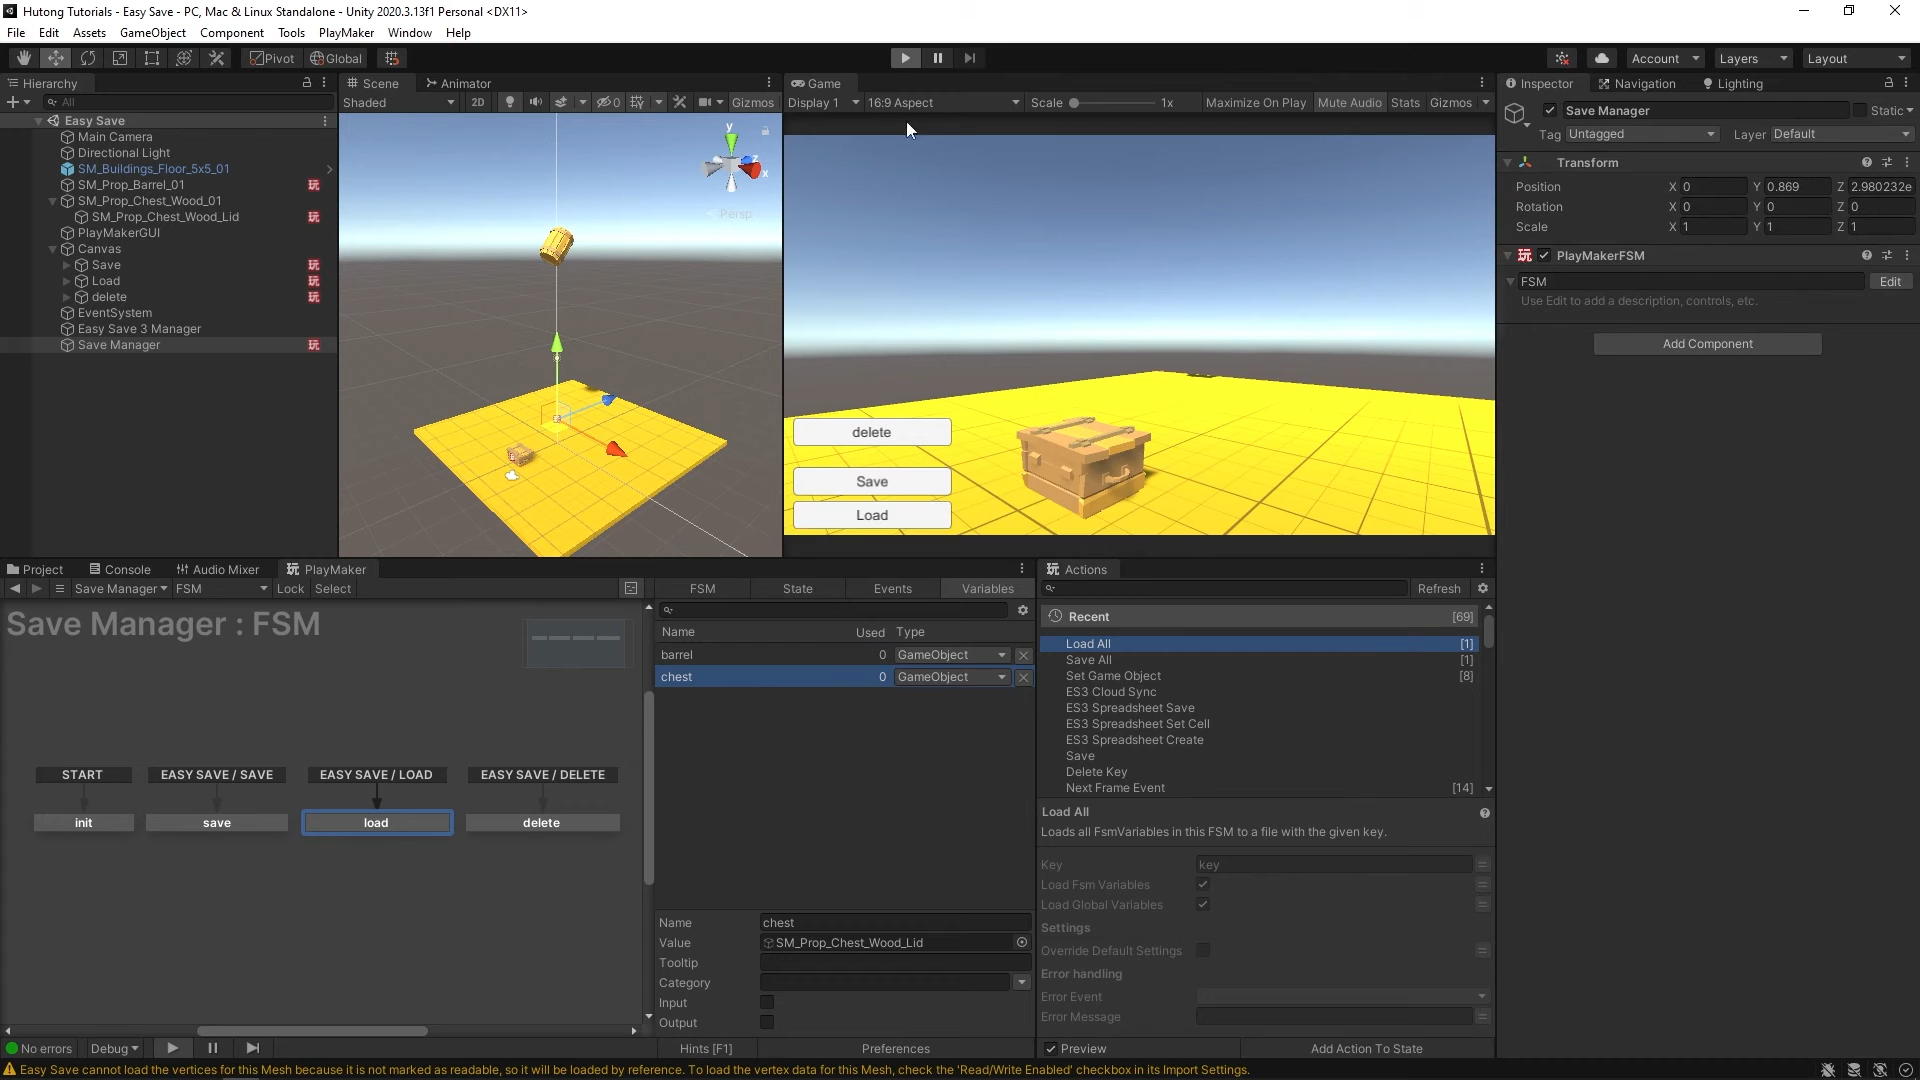 Hutong Tutorials - Easy Save - PC, Mac & Linux Standalone - Unity 2020.3.13f1 Personal <DX11>
File Edit Assets GameObject Component Tools PlayMaker Window Help
Pivot Global Account Layers Layout
Hierarchy
All
Easy Save
Main Camera
Directional Light
SM_Buildings_Floor_5x5_01
SM_Prop_Barrel_01
SM_Prop_Chest_Wood_01
SM_Prop_Chest_Wood_Lid
PlayMakerGUI
Canvas
Save
Load
delete
EventSystem
Easy Save 3 Manager
Save Manager
Scene Animator
Shaded 2D 0 Gizmos
y
z
x
Persp
Game
Display 1 16:9 Aspect Scale 1x Maximize On Play Mute Audio Stats Gizmos
delete
Save
Load
Inspector Navigation Lighting
Save Manager Static
Tag Untagged Layer Default
Transform
Position X 0 Y 0.869 Z 2.980232e
Rotation X 0 Y 0 Z 0
Scale X 1 Y 1 Z 1
玩 PlayMakerFSM
FSM Edit
Use Edit to add a description, controls, etc.
Add Component
Project Console Audio Mixer 玩 PlayMaker
Save Manager FSM Lock Select
Save Manager : FSM
START EASY SAVE / SAVE EASY SAVE / LOAD EASY SAVE / DELETE
init save load delete
No errors Debug
FSM State Events Variables
Name Used Type
barrel 0 GameObject
chest 0 GameObject
Name chest
Value SM_Prop_Chest_Wood_Lid
Tooltip
Category
Input
Output
Hints [F1] Preferences
玩 Actions
Refresh
Recent [69]
Load All [1]
Save All [1]
Set Game Object [8]
ES3 Cloud Sync
ES3 Spreadsheet Save
ES3 Spreadsheet Set Cell
ES3 Spreadsheet Create
Save
Delete Key
Next Frame Event [14]
Load All
Loads all FsmVariables in this FSM to a file with the given key.
Key key
Load Fsm Variables
Load Global Variables
Settings
Override Default Settings
Error handling
Error Event
Error Message
Preview Add Action To State
Easy Save cannot load the vertices for this Mesh because it is not marked as readable, so it will be loaded by reference. To load the vertex data for this Mesh, check the 'Read/Write Enabled' checkbox in its Import Settings.